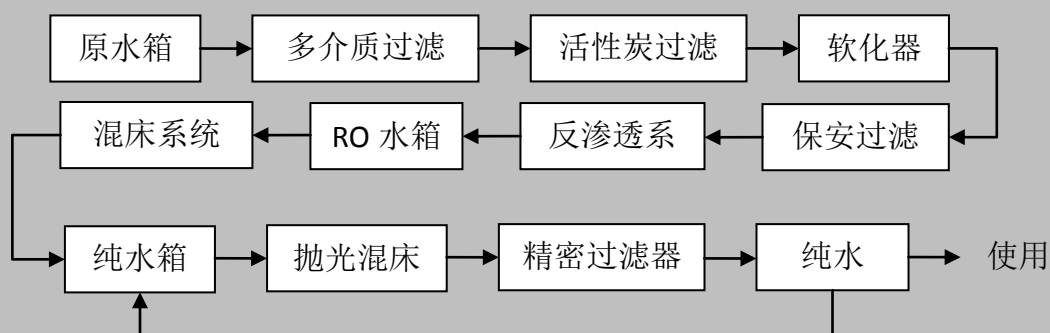 原水箱
多介质过滤
活性炭过滤
软化器
保安过滤
反渗透系
RO 水箱
混床系统
纯水箱
抛光混床
精密过滤器
纯水
使用